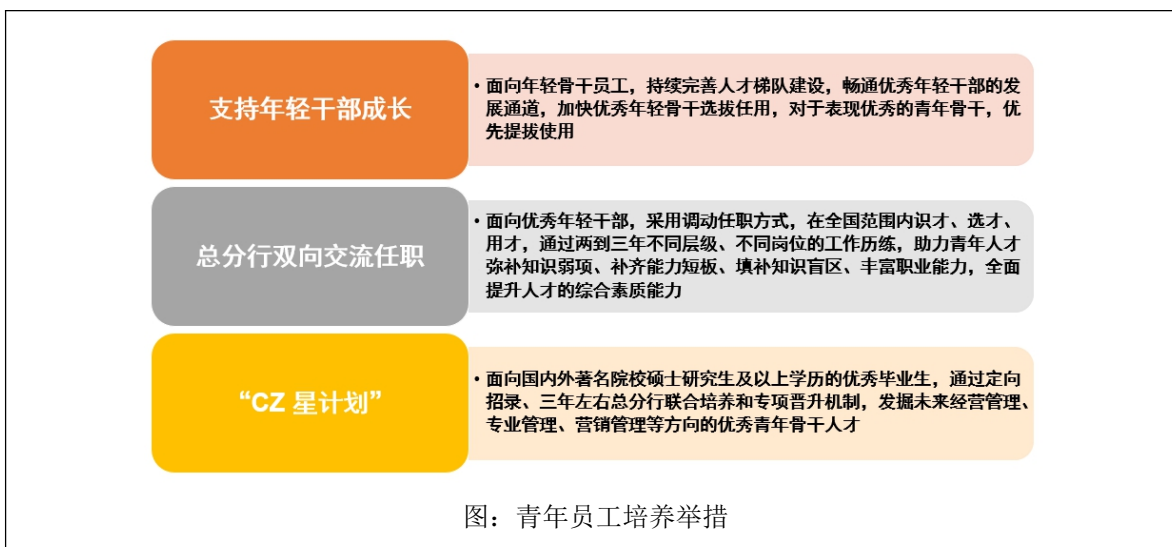 支持年轻干部成长
•面向年轻骨干员工，持续完善人才梯队建设，畅通优秀年轻干部的发
展通道，加快优秀年轻骨干选拔任用，对于表现优秀的青年骨干，优
先提拔使用
总分行双向交流任职
•面向优秀年轻干部，采用调动任职方式，在全国范围内识才、选才、
用才，通过两到三年不同层级、不同岗位的工作历练，助力青年人才
弥补知识弱项、补齐能力短板、填补知识盲区、丰富职业能力，全面
提升人才的综合素质能力
“CZ 星计划”
•面向国内外著名院校硕士研究生及以上学历的优秀毕业生，通过定向
招录、三年左右总分行联合培养和专项晋升机制，发掘未来经营管理、
专业管理、营销管理等方向的优秀青年骨干人才
图：青年员工培养举措